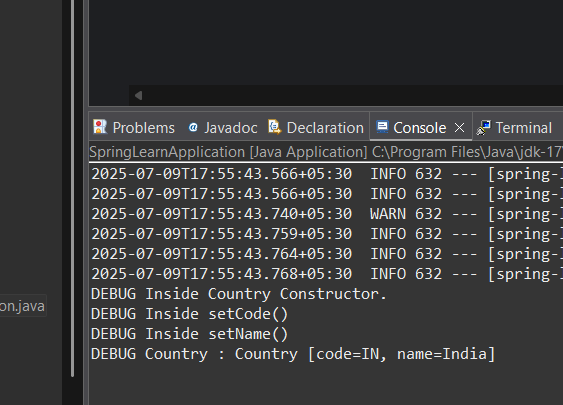 Problems Javadoc Declaration Console Terminal
SpringLearnApplication [Java Application] C:\Program Files\Java\jdk-17
2025-07-09T17:55:43.566+05:30 INFO 632 --- [spring-
2025-07-09T17:55:43.566+05:30 INFO 632 --- [spring-
2025-07-09T17:55:43.740+05:30 WARN 632 --- [spring-
2025-07-09T17:55:43.759+05:30 INFO 632 --- [spring-
2025-07-09T17:55:43.764+05:30 INFO 632 --- [spring-
2025-07-09T17:55:43.768+05:30 INFO 632 --- [spring-
DEBUG Inside Country Constructor.
on.java
DEBUG Inside setCode()
DEBUG Inside setName()
DEBUG Country : Country [code=IN, name=India]